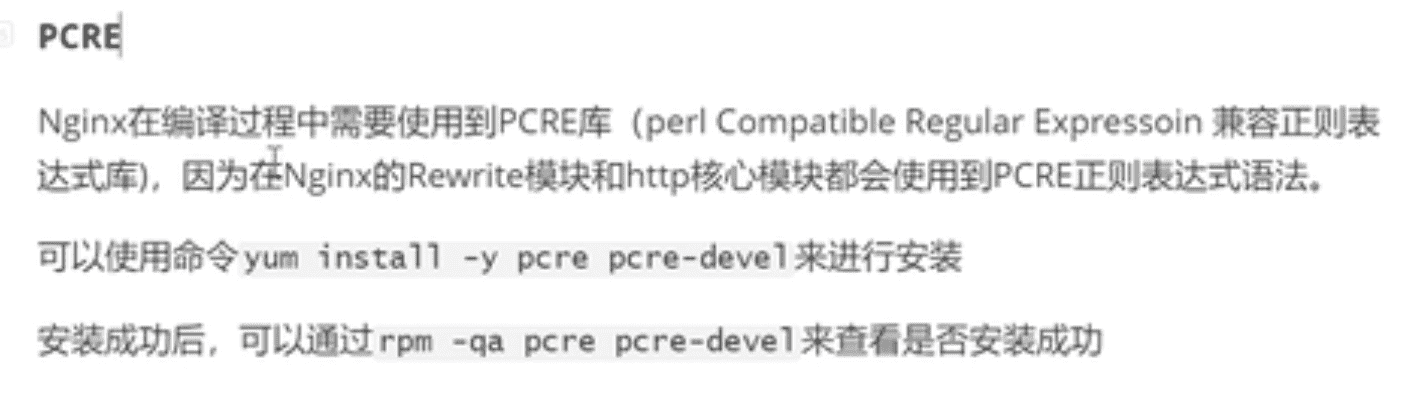 PCRE
Nginx在编译过程中需要使用到PCRE库（perl Compatible Regular Expressoin 兼容正则表
达式库)，因为在Nginx的Rewrite模块和http核心模块都会使用到PCRE正则表达式语法。
可以使用命令yum install -y pcre pcre-devel来进行安装
安装成功后，可以通过rpm -qa pcre pcre-devel来查看是否安装成功